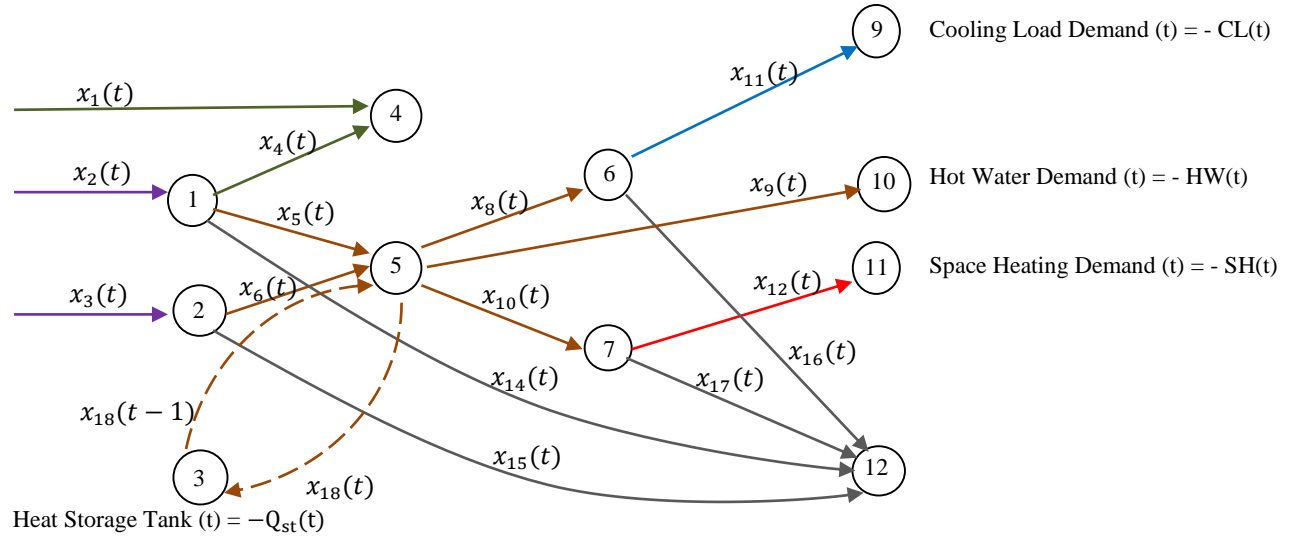 9
Cooling Load Demand (t) = - CL(t)
x₁₁(t)
x₁(t)
4
x₄(t)
x₂(t)
6
x₉(t)
10
Hot Water Demand (t) = - HW(t)
1
x₈(t)
x₅(t)
5
11
Space Heating Demand (t) = - SH(t)
x₃(t)
x₆(t)
x₁₀(t)
x₁₂(t)
2
7
x₁₆(t)
x₁₄(t)
x₁₇(t)
x₁₈(t − 1)
x₁₅(t)
12
3
x₁₈(t)
Heat Storage Tank (t) = −Qₛₜ(t)